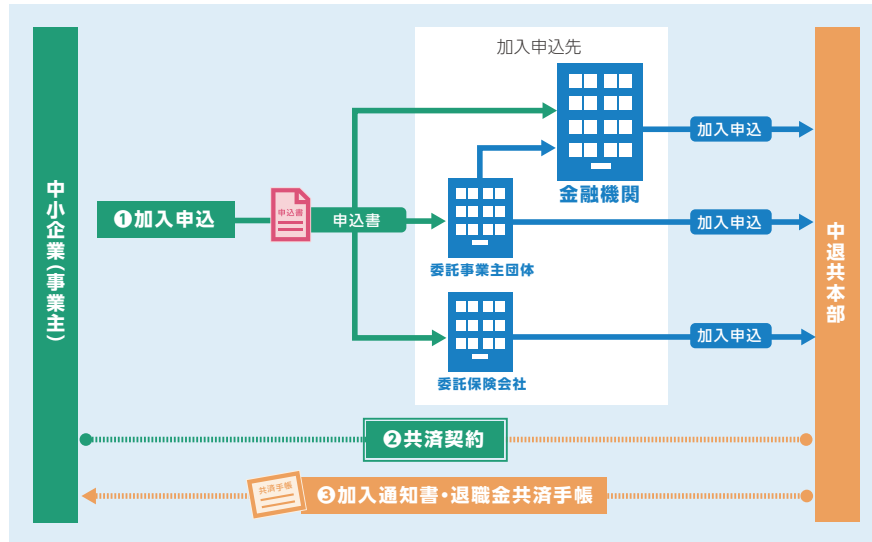 加入申込先
中小企業(事業主)
❶加入申込
申込書
申込書
金融機関
加入申込
委託事業主団体
加入申込
委託保険会社
加入申込
中退共本部
❷共済契約
共済手帳
❸加入通知書・退職金共済手帳